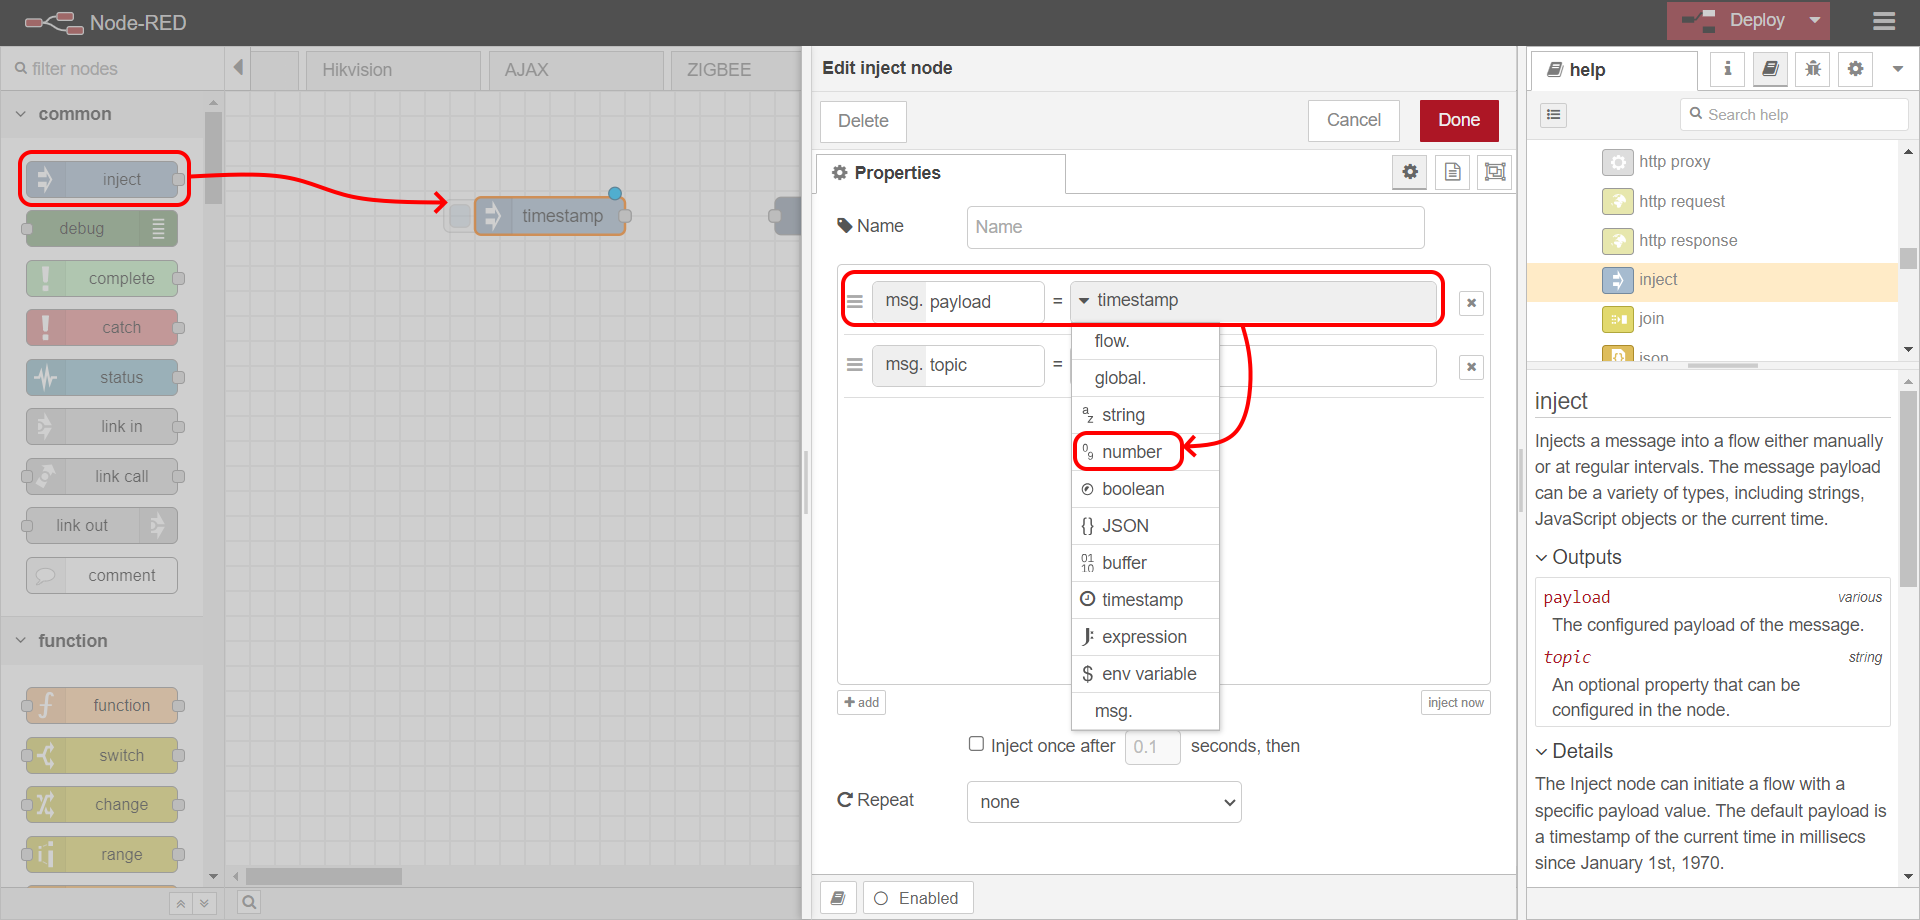 Node-RED
Deploy
filter nodes
Hikvision
AJAX
ZIGBEE
common
inject
debug
complete
catch
status
link in
link call
link out
comment
function
function
switch
change
range
timestamp
Edit inject node
Delete
Cancel
Done
Properties
Name
Name
msg. payload = timestamp
msg. topic =
flow.
global.
string
number
boolean
JSON
buffer
timestamp
expression
env variable
msg.
add
inject now
Inject once after 0.1 seconds, then
Repeat
none
Enabled
help
Search help
http proxy
http request
http response
inject
join
json
inject
Injects a message into a flow either manually
or at regular intervals. The message payload
can be a variety of types, including strings,
JavaScript objects or the current time.
Outputs
payload various
The configured payload of the message.
topic string
An optional property that can be
configured in the node.
Details
The Inject node can initiate a flow with a
specific payload value. The default payload is
a timestamp of the current time in millisecs
since January 1st, 1970.